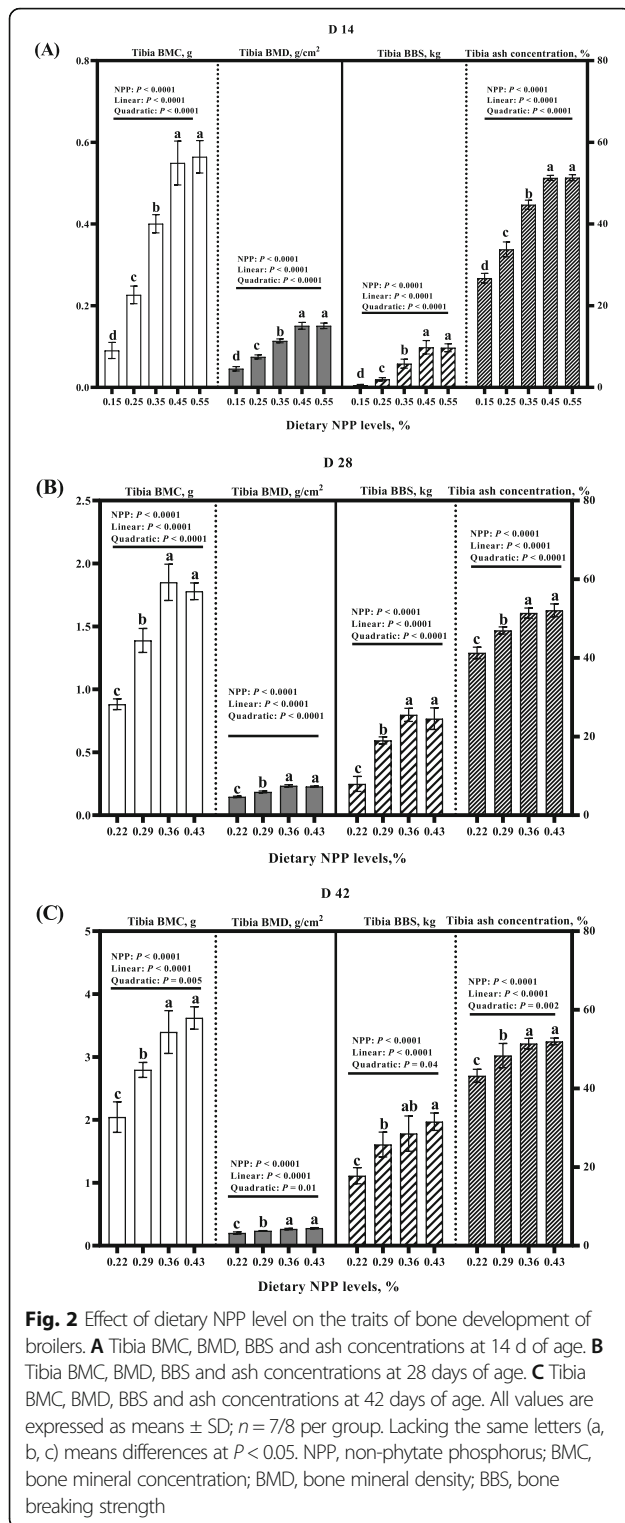 D 14
(A)
Tibia BMC, g
Tibia BMD, g/cm²
Tibia BBS, kg
Tibia ash concentration, %
0.8
0.6
0.4
0.2
0.0
80
60
40
20
0
NPP: P < 0.0001
Linear: P < 0.0001
Quadratic: P < 0.0001
d
c
b
a
a
NPP: P < 0.0001
Linear: P < 0.0001
Quadratic: P < 0.0001
d
c
b
a
a
NPP: P < 0.0001
Linear: P < 0.0001
Quadratic: P < 0.0001
d
c
b
a
a
NPP: P < 0.0001
Linear: P < 0.0001
Quadratic: P < 0.0001
d
c
b
a
a
0.15 0.25 0.35 0.45 0.55 0.15 0.25 0.35 0.45 0.55 0.15 0.25 0.35 0.45 0.55 0.15 0.25 0.35 0.45 0.55
Dietary NPP levels, %
D 28
(B)
Tibia BMC, g
Tibia BMD, g/cm²
Tibia BBS, kg
Tibia ash concentration, %
2.5
2.0
1.5
1.0
0.5
0.0
80
60
40
20
0
NPP: P < 0.0001
Linear: P < 0.0001
Quadratic: P < 0.0001
c
b
a
a
NPP: P < 0.0001
Linear: P < 0.0001
Quadratic: P < 0.0001
c
b
a
a
NPP: P < 0.0001
Linear: P < 0.0001
Quadratic: P < 0.0001
c
b
a
a
NPP: P < 0.0001
Linear: P < 0.0001
Quadratic: P < 0.0001
c
b
a
a
0.22 0.29 0.36 0.43 0.22 0.29 0.36 0.43 0.22 0.29 0.36 0.43 0.22 0.29 0.36 0.43
Dietary NPP levels,%
D 42
(C)
Tibia BMC, g
Tibia BMD, g/cm²
Tibia BBS, kg
Tibia ash concentration, %
5
4
3
2
1
0
80
60
40
20
0
NPP: P < 0.0001
Linear: P < 0.0001
Quadratic: P = 0.005
c
b
a
a
NPP: P < 0.0001
Linear: P < 0.0001
Quadratic: P = 0.01
c
b
a
a
NPP: P < 0.0001
Linear: P < 0.0001
Quadratic: P = 0.04
c
b
ab
a
NPP: P < 0.0001
Linear: P < 0.0001
Quadratic: P = 0.002
c
b
a
a
0.22 0.29 0.36 0.43 0.22 0.29 0.36 0.43 0.22 0.29 0.36 0.43 0.22 0.29 0.36 0.43
Dietary NPP levels, %
Fig. 2 Effect of dietary NPP level on the traits of bone development of
broilers. A Tibia BMC, BMD, BBS and ash concentrations at 14 d of age. B
Tibia BMC, BMD, BBS and ash concentrations at 28 days of age. C Tibia
BMC, BMD, BBS and ash concentrations at 42 days of age. All values are
expressed as means ± SD; n = 7/8 per group. Lacking the same letters (a,
b, c) means differences at P < 0.05. NPP, non-phytate phosphorus; BMC,
bone mineral concentration; BMD, bone mineral density; BBS, bone
breaking strength